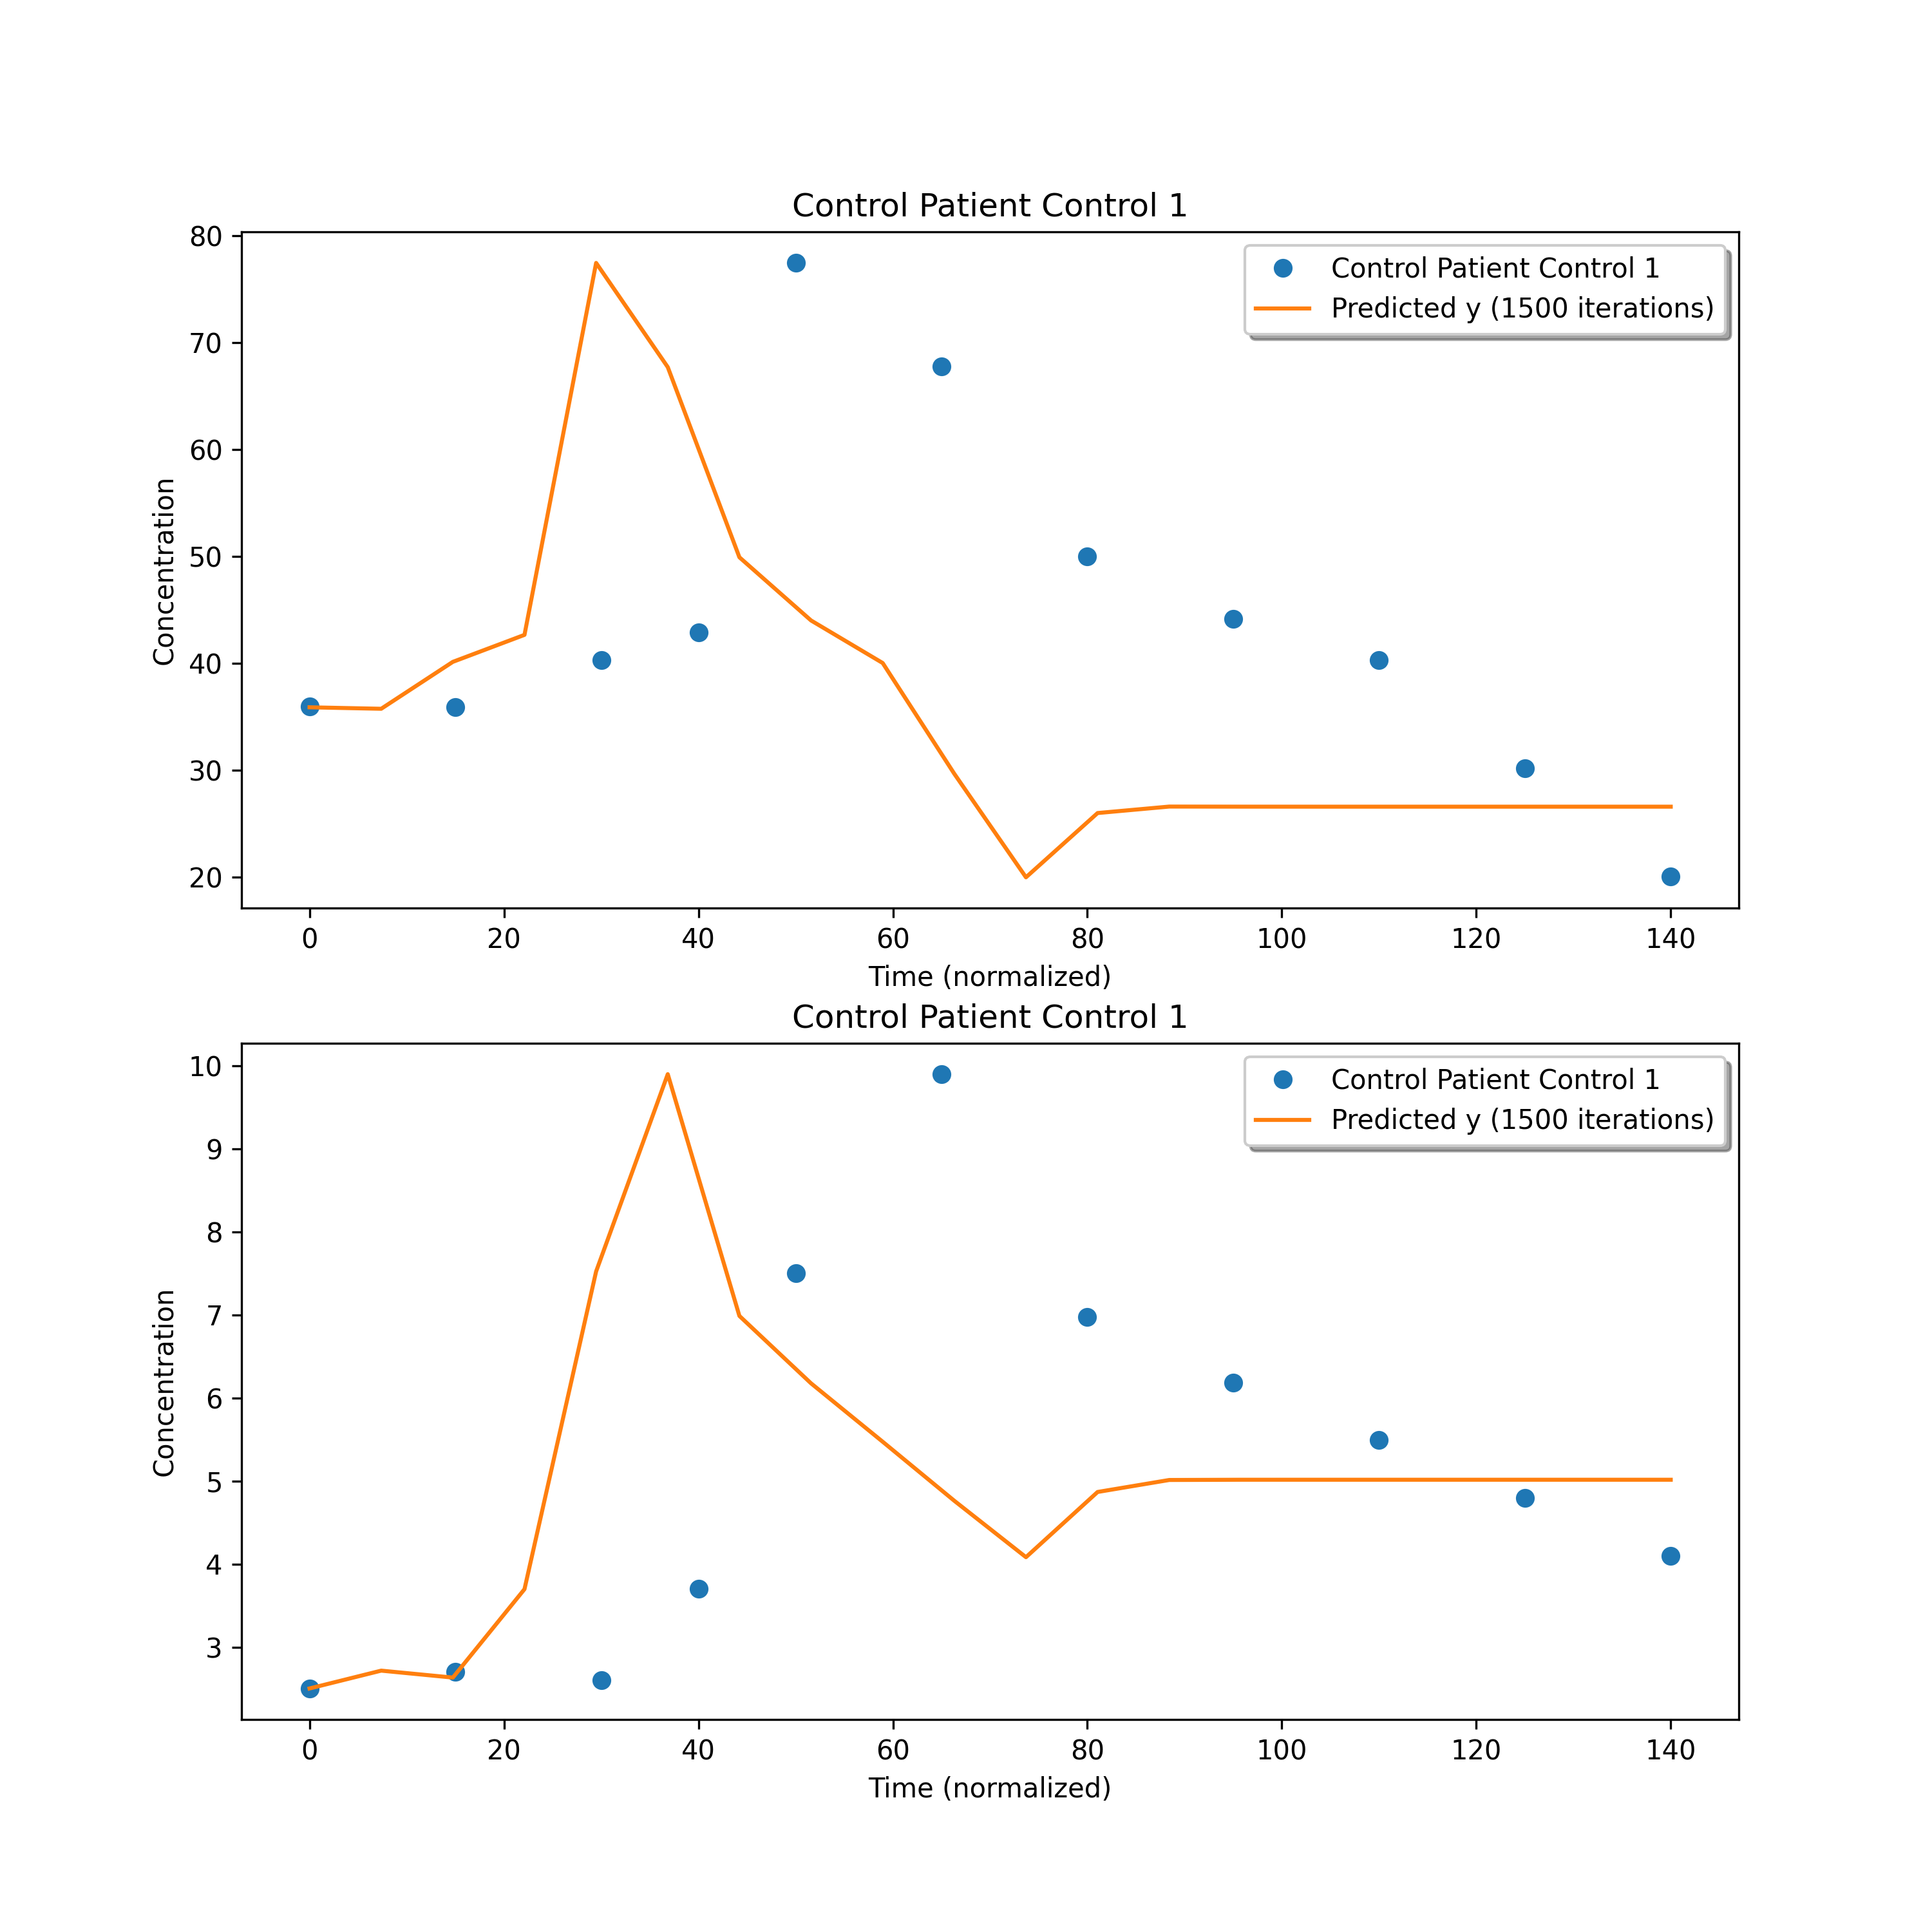 Control Patient Control 1
80
70
60
50
40
30
20
Concentration
Control Patient Control 1
Predicted y (1500 iterations)
0 20 40 60 80 100 120 140
Time (normalized)
Control Patient Control 1
10
9
8
7
6
5
4
3
Concentration
Control Patient Control 1
Predicted y (1500 iterations)
0 20 40 60 80 100 120 140
Time (normalized)